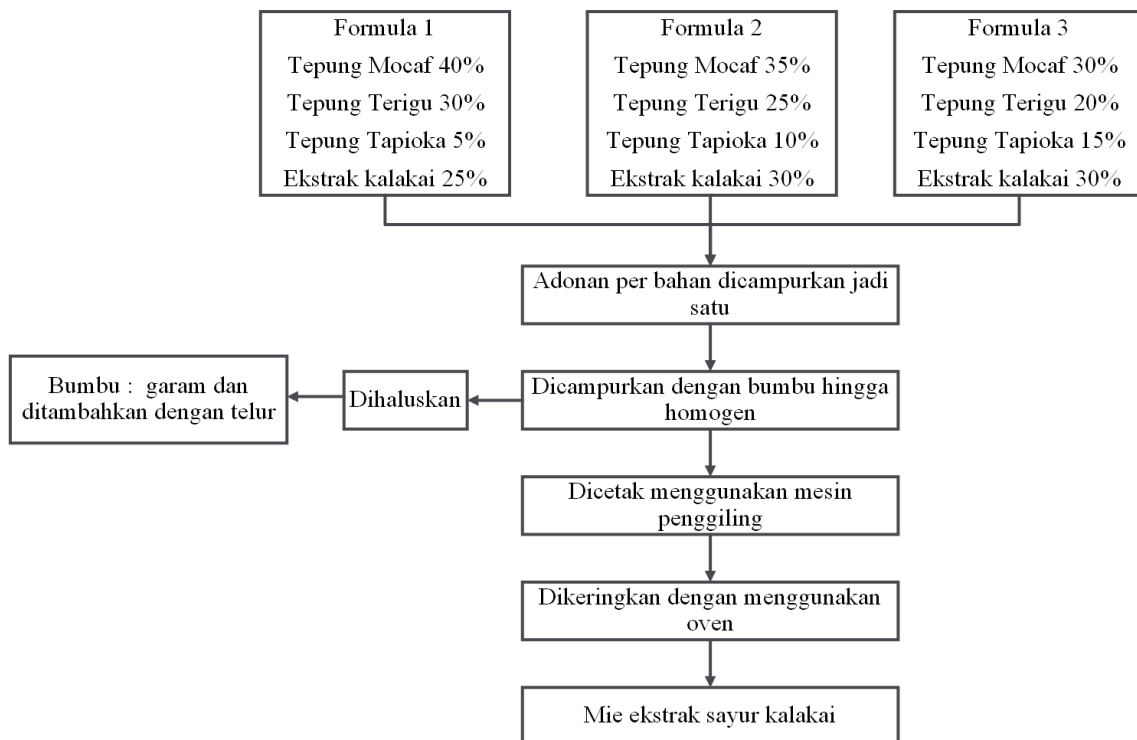 Formula 1
Tepung Mocaf 40%
Tepung Terigu 30%
Tepung Tapioka 5%
Ekstrak kalakai 25%
Formula 2
Tepung Mocaf 35%
Tepung Terigu 25%
Tepung Tapioka 10%
Ekstrak kalakai 30%
Formula 3
Tepung Mocaf 30%
Tepung Terigu 20%
Tepung Tapioka 15%
Ekstrak kalakai 30%
Adonan per bahan dicampurkan jadi
satu
Bumbu : garam dan
ditambahkan dengan telur
Dihaluskan
Dicampurkan dengan bumbu hingga
homogen
Dicetak menggunakan mesin
penggiling
Dikeringkan dengan menggunakan
oven
Mie ekstrak sayur kalakai